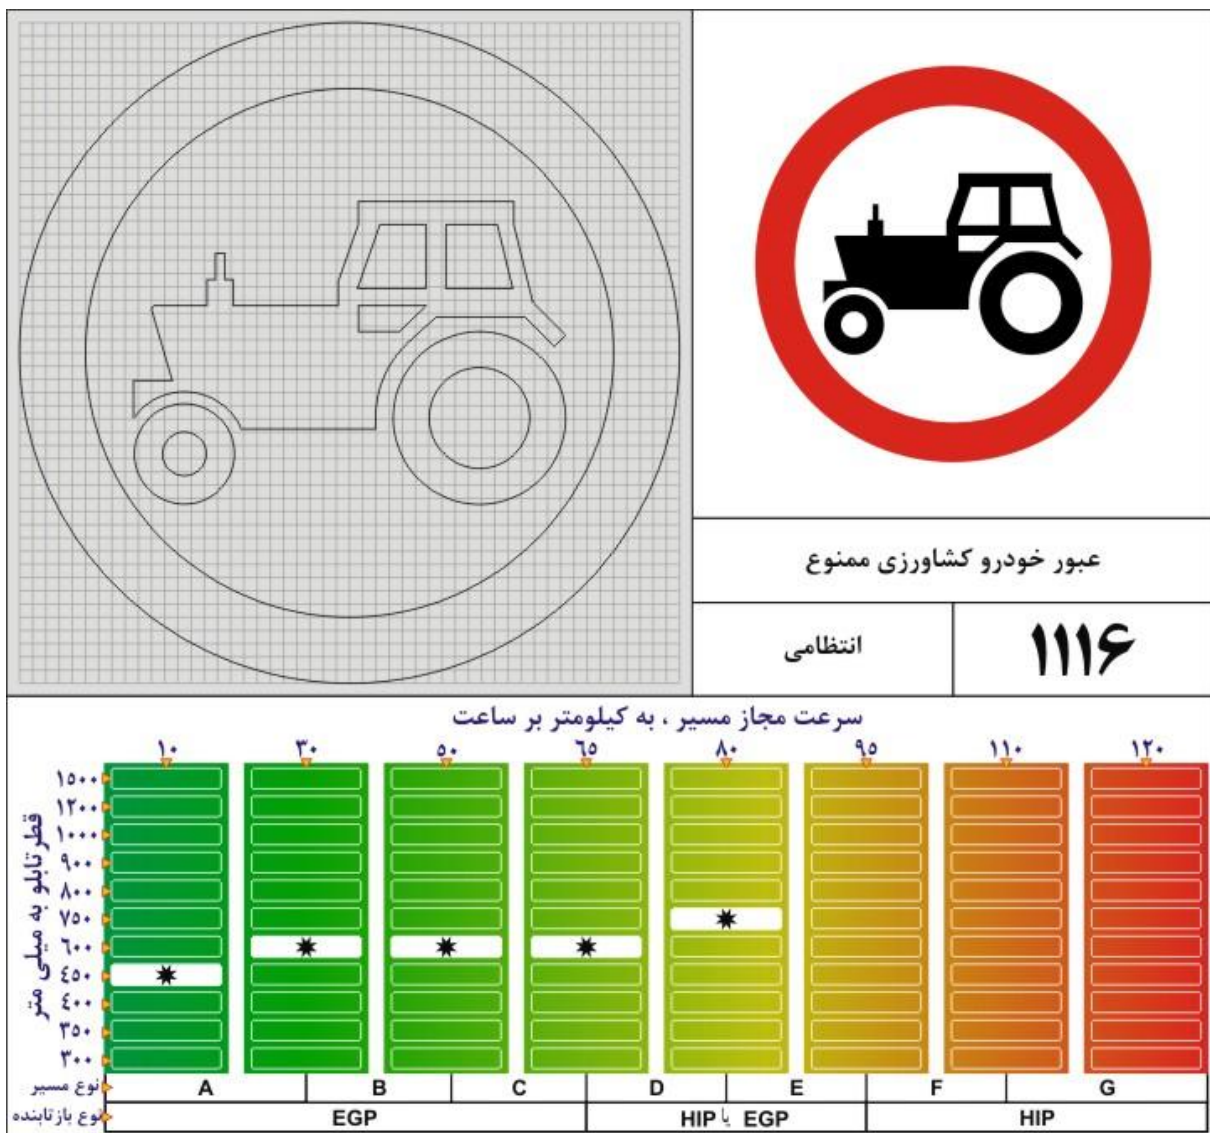 عبور خودرو کشاورزی ممنوع
۱۱۱۶
انتظامی
سرعت مجاز مسیر ، به کیلومتر بر ساعت
۱۰ ۳۰ ۵۰ ۶۵ ۸۰ ۹۵ ۱۱۰ ۱۲۰
قطر تابلو به میلی متر
۱۵۰۰
۱۲۰۰
۱۰۰۰
۹۰۰
۸۰۰
۷۵۰
۶۰۰
٤٥۰
٤۰۰
۳۵۰
۳۰۰
نوع مسیر A B C D E F G
نوع بازتابنده EGP HIP یا EGP HIP